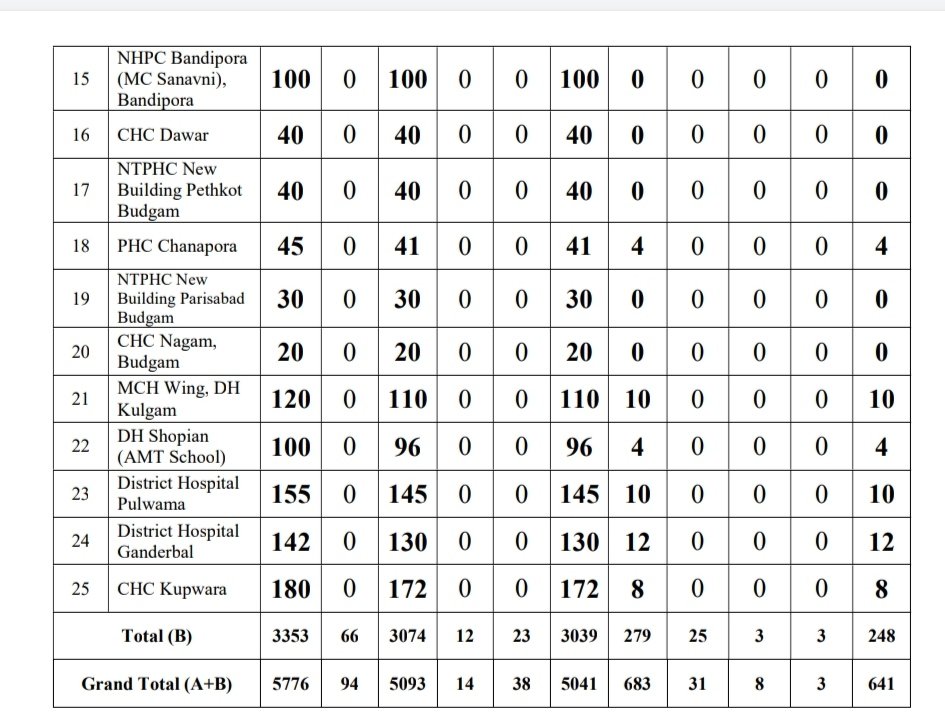 15 NHPC Bandipora (MC Sanavni), Bandipora 100 0 100 0 0 100 0 0 0 0 0
16 CHC Dawar 40 0 40 0 0 40 0 0 0 0 0
17 NTPHC New Building Pethkot Budgam 40 0 40 0 0 40 0 0 0 0 0
18 PHC Chanapora 45 0 41 0 0 41 4 0 0 0 4
19 NTPHC New Building Parisabad Budgam 30 0 30 0 0 30 0 0 0 0 0
20 CHC Nagam, Budgam 20 0 20 0 0 20 0 0 0 0 0
21 MCH Wing, DH Kulgam 120 0 110 0 0 110 10 0 0 0 10
22 DH Shopian (AMT School) 100 0 96 0 0 96 4 0 0 0 4
23 District Hospital Pulwama 155 0 145 0 0 145 10 0 0 0 10
24 District Hospital Ganderbal 142 0 130 0 0 130 12 0 0 0 12
25 CHC Kupwara 180 0 172 0 0 172 8 0 0 0 8
Total (B) 3353 66 3074 12 23 3039 279 25 3 3 248
Grand Total (A+B) 5776 94 5093 14 38 5041 683 31 8 3 641